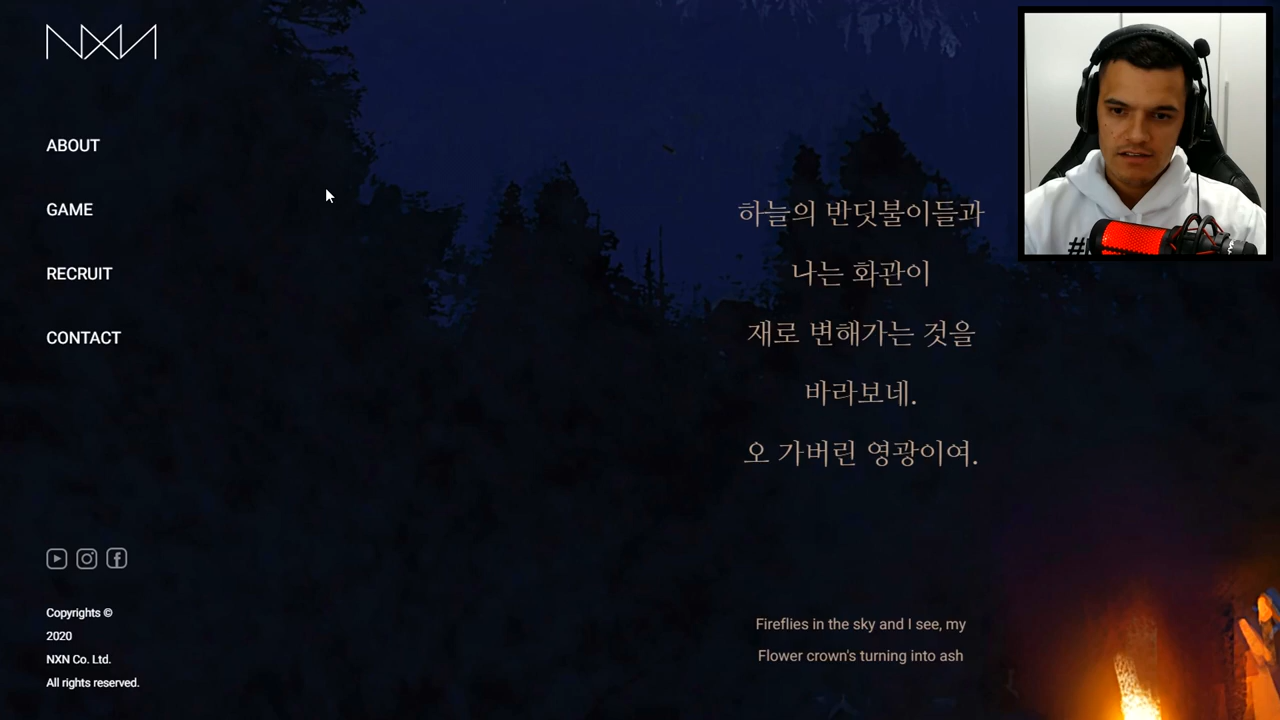 NXN
ABOUT
GAME
RECRUIT
CONTACT
하늘의 반딧불이들과
나는 화관이
재로 변해가는 것을
바라보네.
오 가버린 영광이여.
Fireflies in the sky and I see, my
Flower crown's turning into ash
Copyrights ©
2020
NXN Co. Ltd.
All rights reserved.